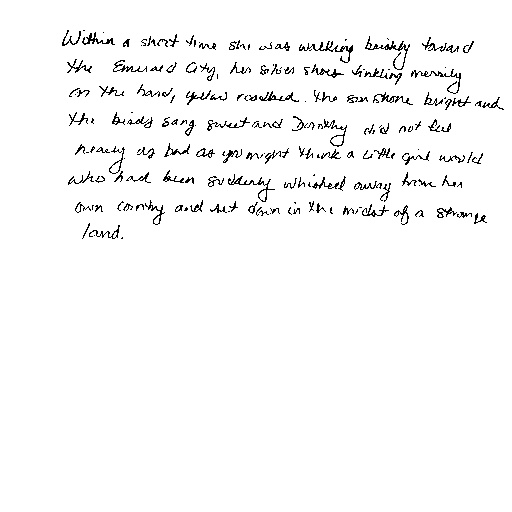 Within a short time she was walking briskly toward
the Emerald City, her silver shoes tinkling merrily
on the hard, yellow roadbed. The sun shone bright and
the birds sang sweet and Dorothy did not feel
nearly as bad as you might think a little girl would
who had been suddenly whisked away from her
own country and set down in the midst of a strange
land.